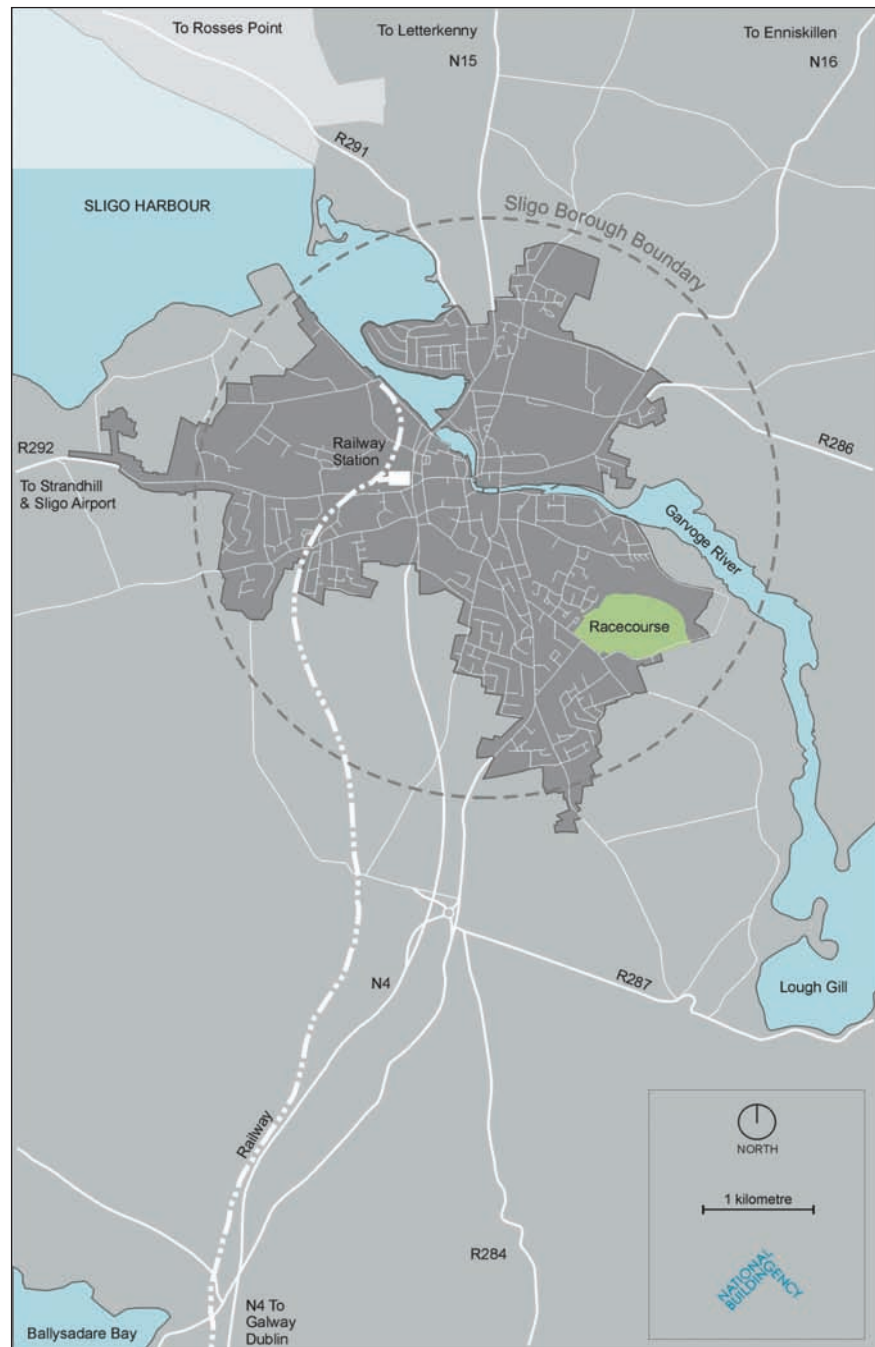 To Rosses Point
To Letterkenny
N15
To Enniskillen
N16
R291
SLIGO HARBOUR
Sligo Borough Boundary
R292
To Strandhill
& Sligo Airport
Railway
Station
R286
Garvoge River
Racecourse
N4
R287
Lough Gill
Railway
NORTH
1 kilometre
R284
NATIONAL
BUILDINGENCY
N4 To
Galway
Dublin
Ballysadare Bay